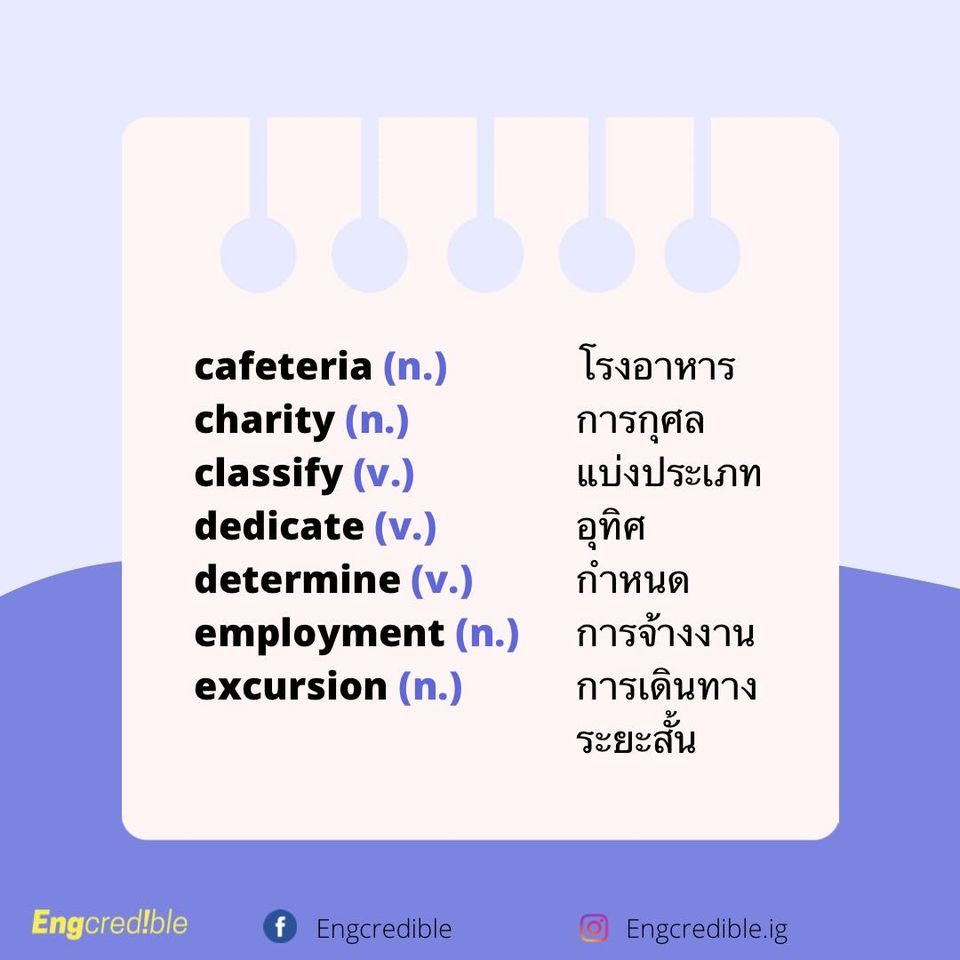 cafeteria (n.) โรงอาหาร
charity (n.) การกุศล
classify (v.) แบ่งประเภท
dedicate (v.) อุทิศ
determine (v.) กำหนด
employment (n.) การจ้างงาน
excursion (n.) การเดินทาง
ระยะสั้น
Engcred!ble Engcredible Engcredible.ig